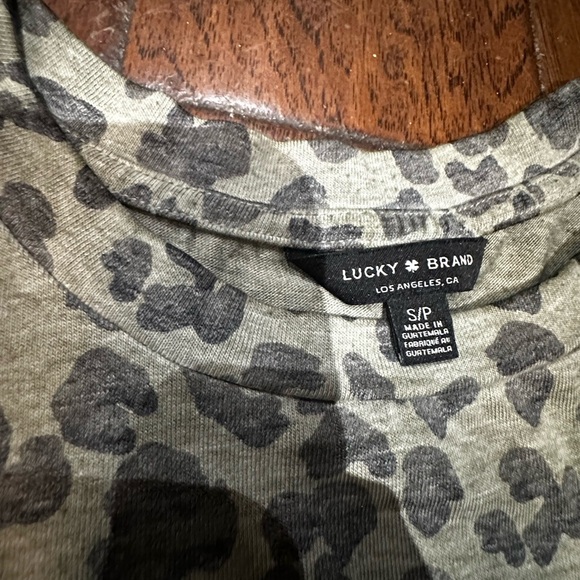 LUCKY BRAND
LOS ANGELES, CA
S/P
MADE IN
GUATEMALA
FABRIQUÉ AU
GUATEMALA